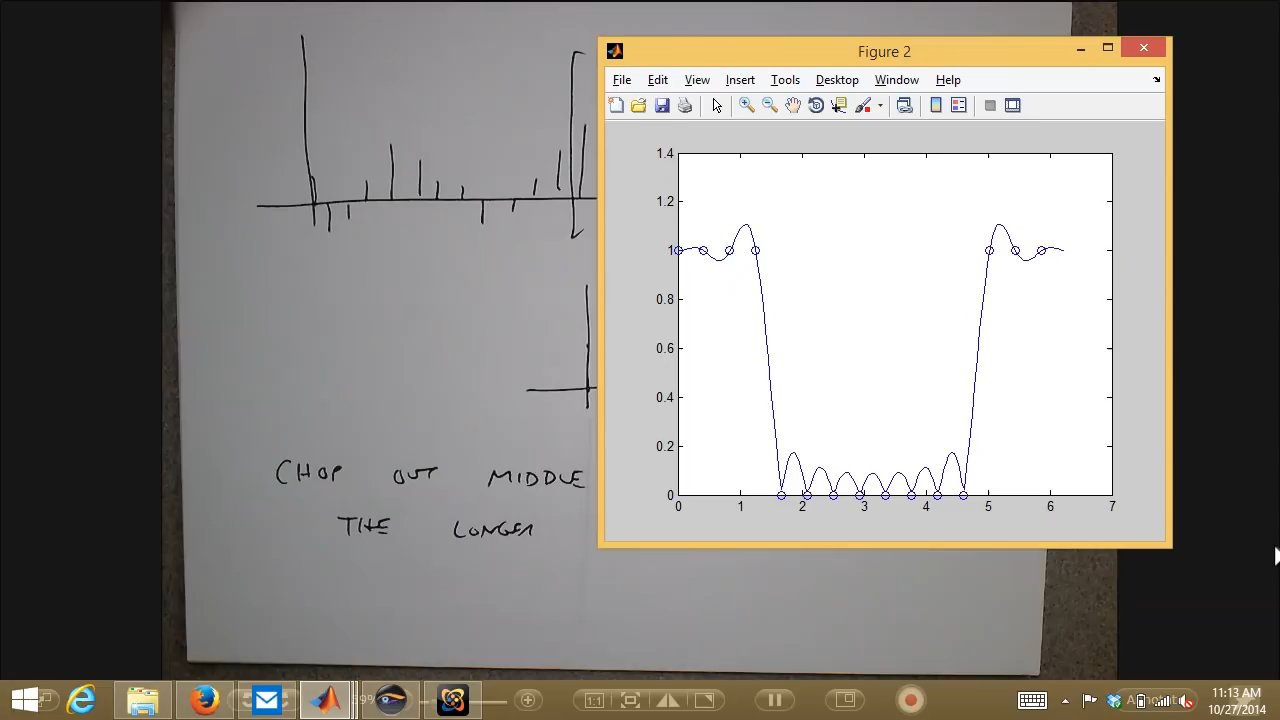 Figure 2
File Edit View Insert Tools Desktop Window Help
1.4
1.2
1
0.8
0.6
0.4
0.2
0
0 1 2 3 4 5 6 7
CHOP OUT MIDDLE
THE LONGER
1:1
11:13 AM
10/27/2014